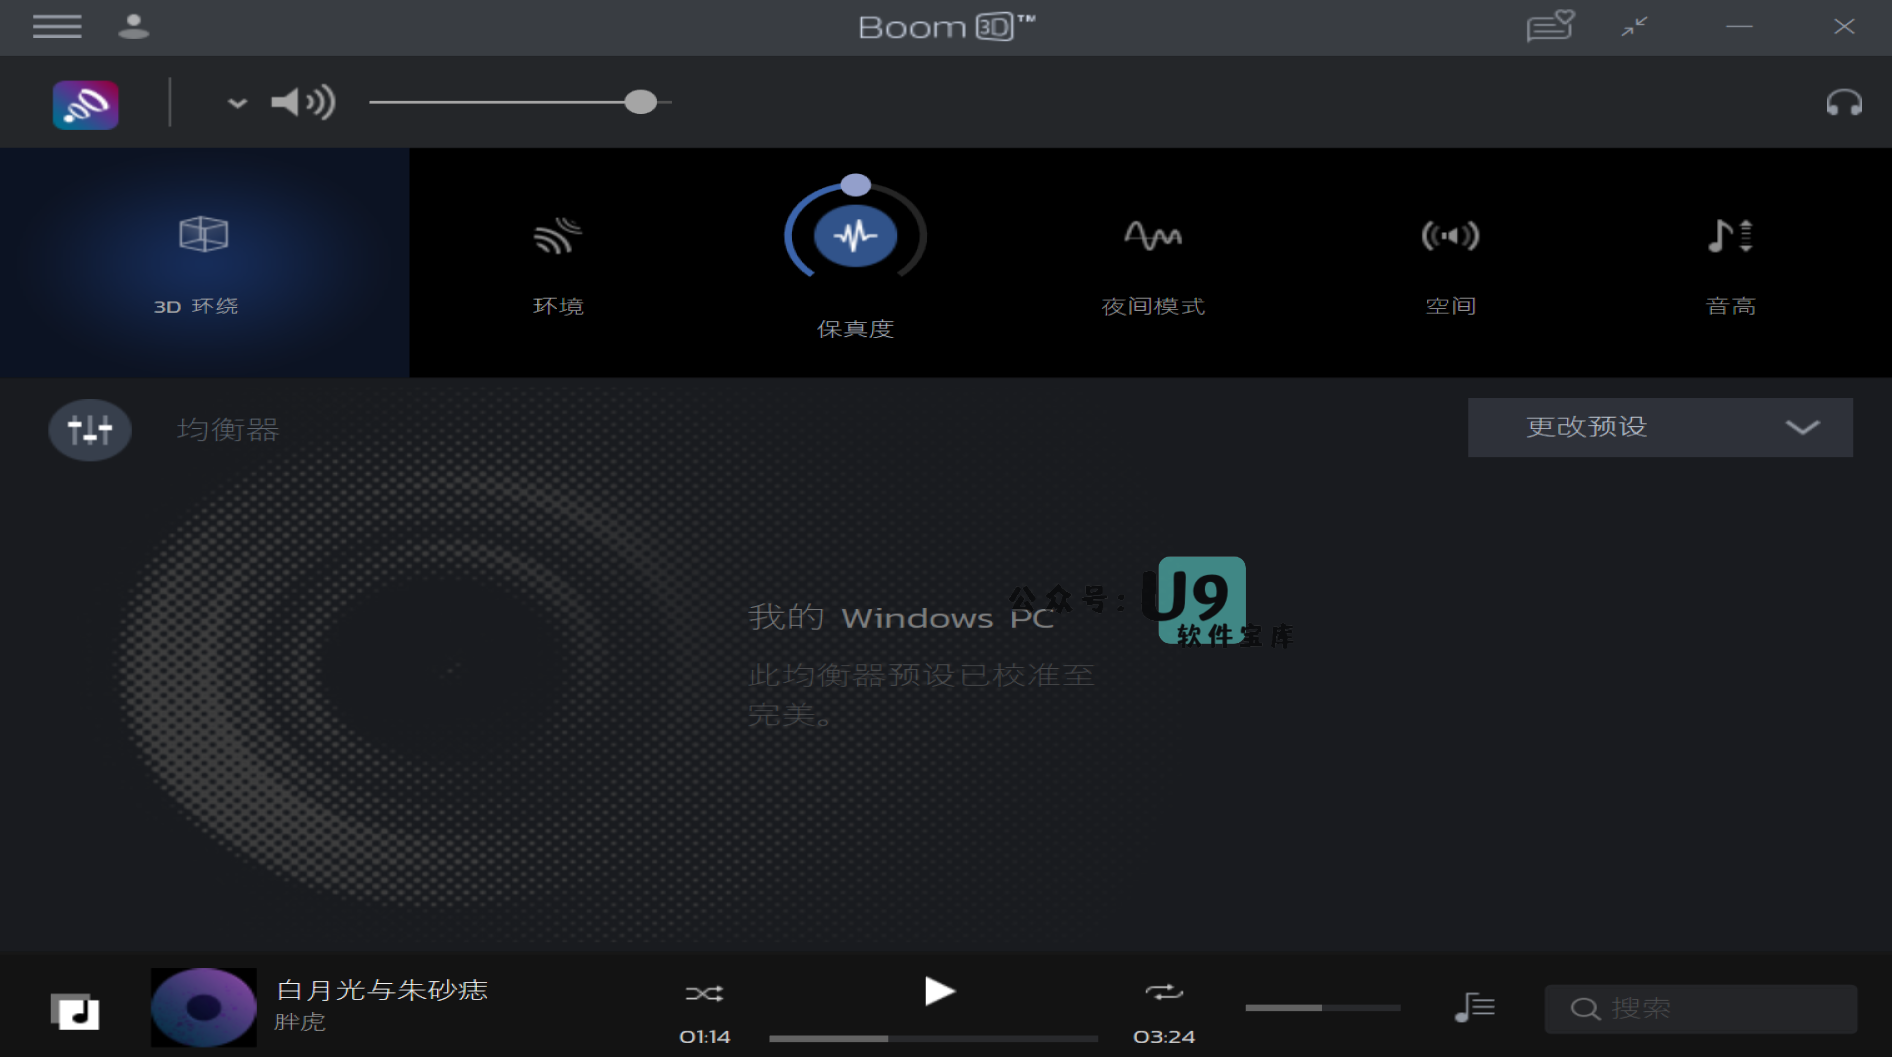 Boom 3D™
3D 环绕
环境
保真度
夜间模式
空间
音高
均衡器
更改预设
公众号:
U9
软件宝库
我的 Windows PC
此均衡器预设已校准至
完美。
白月光与朱砂痣
胖虎
01:14
03:24
搜索